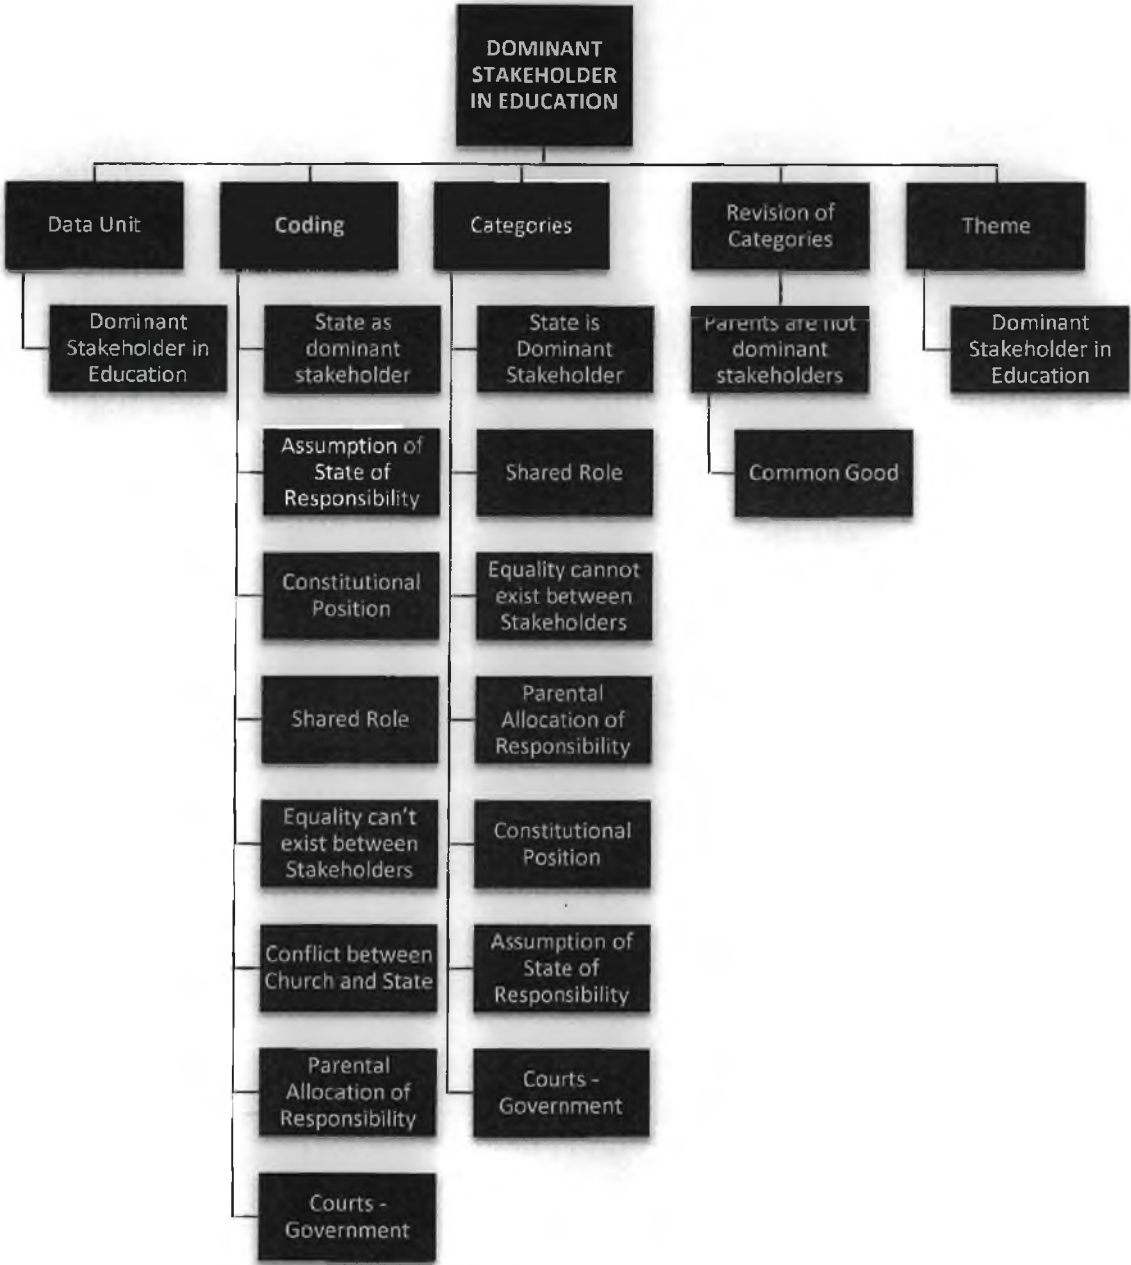 DOMINANT
STAKEHOLDER
IN EDUCATION
Data Unit
Dominant
Stakeholder in
Education
Coding
State as
dominant
stakeholder
Assumption of
State of
Responsibility
Constitutional
Position
Shared Role
Equality can't
exist between
Stakeholders
Conflict between
Church and State
Parental
Allocation of
Responsibility
Courts -
Government
Categories
State is
Dominant
Stakeholder
Shared Role
Equality cannot
exist between
Stakeholders
Parental
Allocation of
Responsibility
Constitutional
Position
Assumption of
State of
Responsibility
Courts -
Government
Revision of
Categories
Parents are not
dominant
stakeholders
Common Good
Theme
Dominant
Stakeholder in
Education